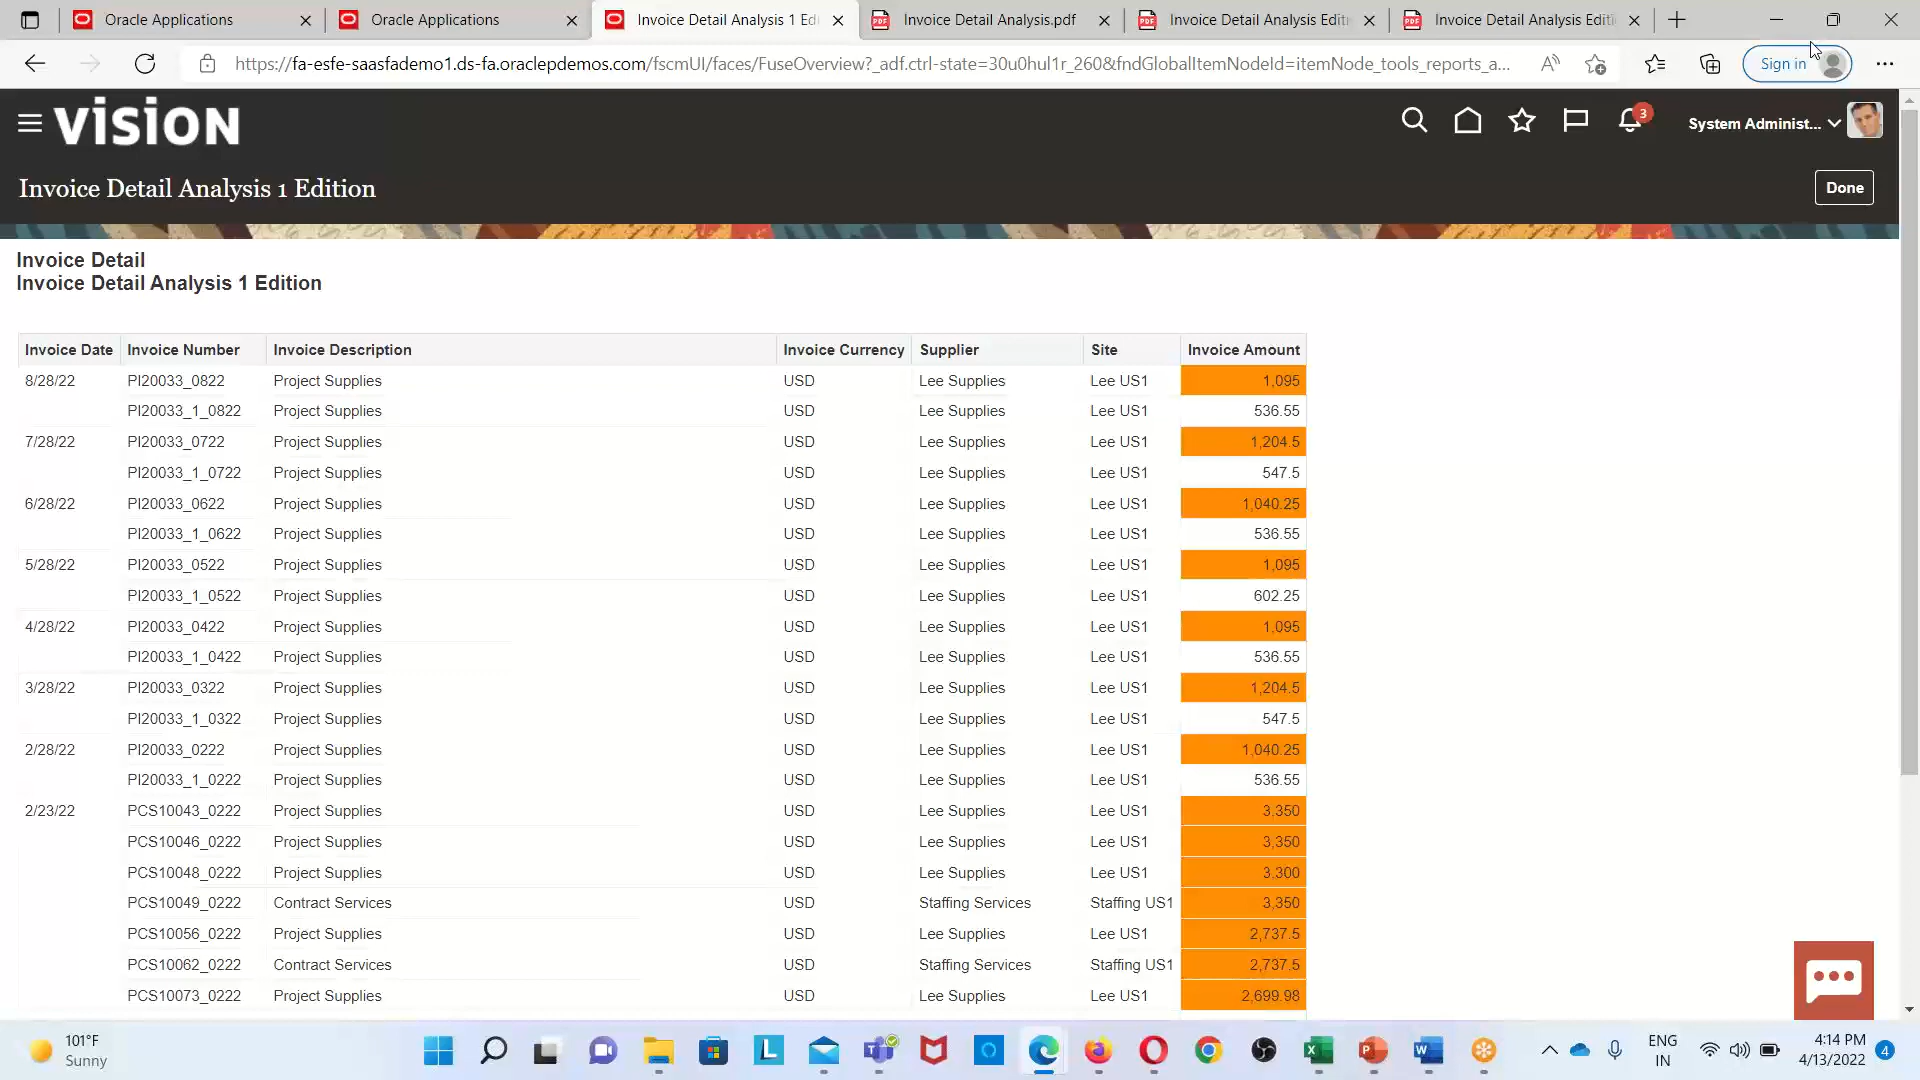 Oracle Applications
Oracle Applications
Invoice Detail Analysis 1 Edi
Invoice Detail Analysis.pdf
Invoice Detail Analysis Editi
Invoice Detail Analysis Editi
https://fa-esfe-saasfademo1.ds-fa.oraclepdemos.com/fscmUI/faces/FuseOverview?_adf.ctrl-state=30u0hul1r_260&fndGlobalItemNodeId=itemNode_tools_reports_a...
Sign in
VISION
3
System Administ...
Invoice Detail Analysis 1 Edition
Done
Invoice Detail
Invoice Detail Analysis 1 Edition
Invoice Date Invoice Number Invoice Description Invoice Currency Supplier Site Invoice Amount
8/28/22 PI20033_0822 Project Supplies USD Lee Supplies Lee US1 1,095
PI20033_1_0822 Project Supplies USD Lee Supplies Lee US1 536.55
7/28/22 PI20033_0722 Project Supplies USD Lee Supplies Lee US1 1,204.5
PI20033_1_0722 Project Supplies USD Lee Supplies Lee US1 547.5
6/28/22 PI20033_0622 Project Supplies USD Lee Supplies Lee US1 1,040.25
PI20033_1_0622 Project Supplies USD Lee Supplies Lee US1 536.55
5/28/22 PI20033_0522 Project Supplies USD Lee Supplies Lee US1 1,095
PI20033_1_0522 Project Supplies USD Lee Supplies Lee US1 602.25
4/28/22 PI20033_0422 Project Supplies USD Lee Supplies Lee US1 1,095
PI20033_1_0422 Project Supplies USD Lee Supplies Lee US1 536.55
3/28/22 PI20033_0322 Project Supplies USD Lee Supplies Lee US1 1,204.5
PI20033_1_0322 Project Supplies USD Lee Supplies Lee US1 547.5
2/28/22 PI20033_0222 Project Supplies USD Lee Supplies Lee US1 1,040.25
PI20033_1_0222 Project Supplies USD Lee Supplies Lee US1 536.55
2/23/22 PCS10043_0222 Project Supplies USD Lee Supplies Lee US1 3,350
PCS10046_0222 Project Supplies USD Lee Supplies Lee US1 3,350
PCS10048_0222 Project Supplies USD Lee Supplies Lee US1 3,300
PCS10049_0222 Contract Services USD Staffing Services Staffing US1 3,350
PCS10056_0222 Project Supplies USD Lee Supplies Lee US1 2,737.5
PCS10062_0222 Contract Services USD Staffing Services Staffing US1 2,737.5
PCS10073_0222 Project Supplies USD Lee Supplies Lee US1 2,699.98
101°F
Sunny
ENG
IN
4:14 PM
4/13/2022
4